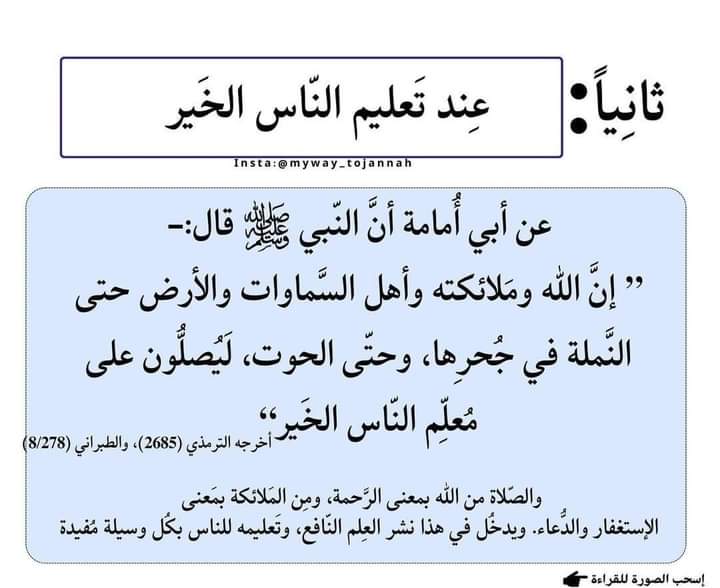 ثانِياً:
عِند تَعليم النّاس الخَير
Insta:@myway_tojannah
عن أبي أُمامة أنَّ النّبي ﷺ قال:-
” إنَّ الله ومَلائكته وأهل السَّماوات والأرض حتى
النَّملة في جُحرِها، وحتّى الحوت، لَيُصلُّون على
مُعلِّم النّاس الخَير“
أخرجه الترمذي (2685)، والطبراني (8/278)
والصّلاة من الله بمعنى الرَّحمة، ومِن المَلائكة بمَعنى
الإستغفار والدُّعاء. ويدخُل في هذا نشر العِلم النّافع، وتَعليمه للناس بكُل وسيلة مُفيدة
إسحب الصورة للقراءة